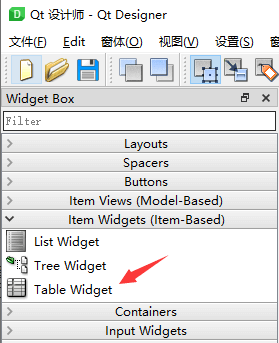 Qt 设计师 - Qt Designer
文件(F) Edit 窗体(O) 视图(V) 设置(S)
Widget Box
Filter
Layouts
Spacers
Buttons
Item Views (Model-Based)
Item Widgets (Item-Based)
List Widget
Tree Widget
Table Widget
Containers
Input Widgets